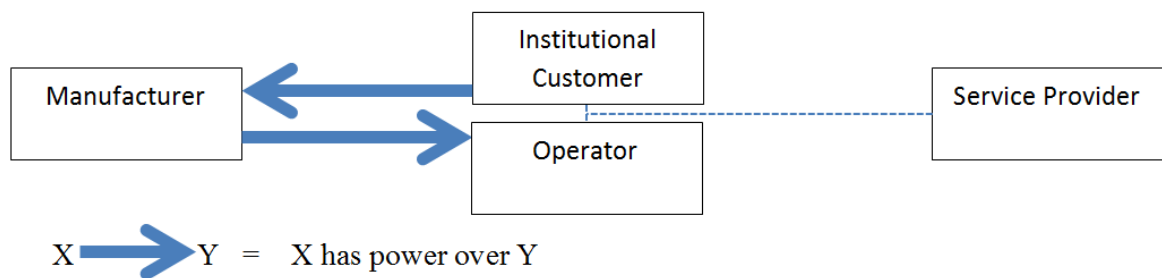 Institutional
Customer
Manufacturer
Service Provider
Operator
X Y = X has power over Y